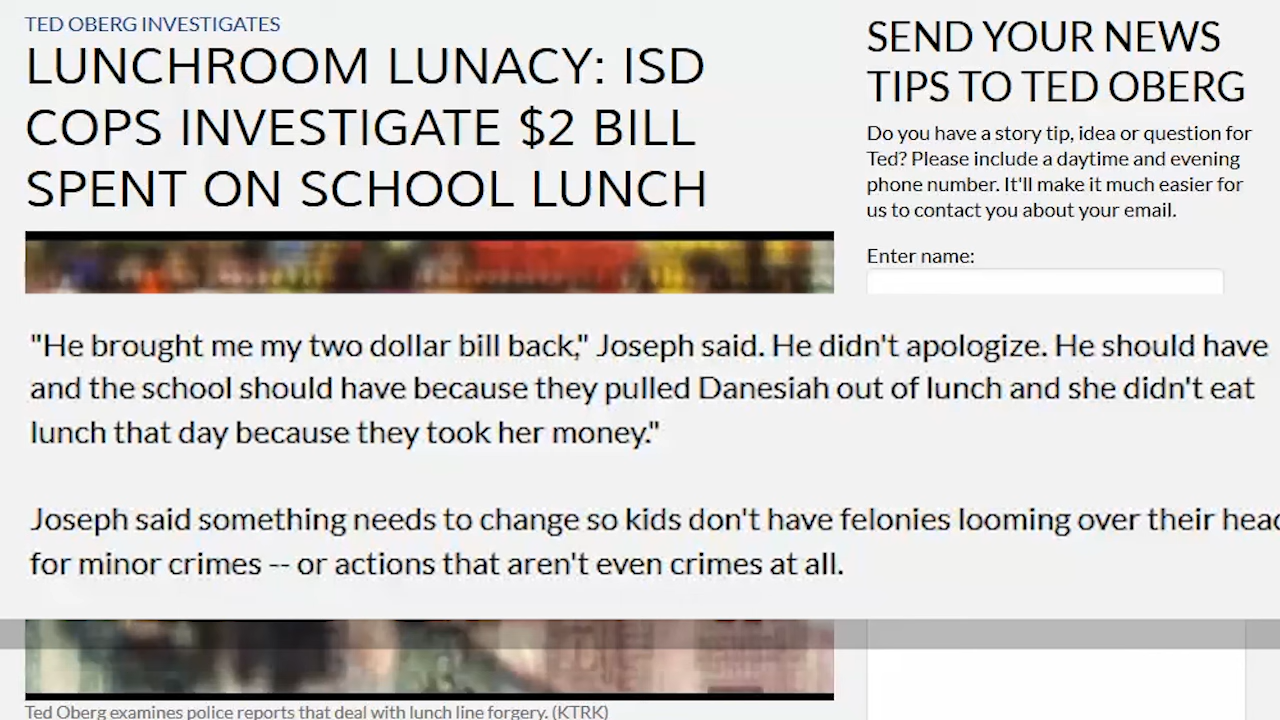 TED OBERG INVESTIGATES
LUNCHROOM LUNACY: ISD
COPS INVESTIGATE $2 BILL
SPENT ON SCHOOL LUNCH
SEND YOUR NEWS
TIPS TO TED OBERG
Do you have a story tip, idea or question for
Ted? Please include a daytime and evening
phone number. It'll make it much easier for
us to contact you about your email.
Enter name:
"He brought me my two dollar bill back," Joseph said. He didn't apologize. He should have
and the school should have because they pulled Danesiah out of lunch and she didn't eat
lunch that day because they took her money."
Joseph said something needs to change so kids don't have felonies looming over their
for minor crimes -- or actions that aren't even crimes at all.
Ted Oberg examines police reports that deal with lunch line forgery. (KTRK)